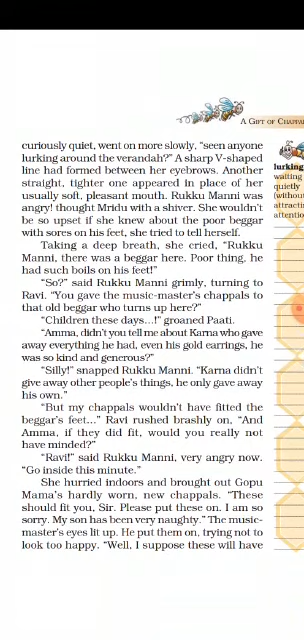 A GIFT OF CHAPPA
curiously quiet, went on more slowly, “seen anyone
lurking around the verandah?” A sharp V-shaped
line had formed between her eyebrows. Another
straight, tighter one appeared in place of her
usually soft, pleasant mouth. Rukku Manni was
angry! thought Mridu with a shiver. She wouldn’t
be so upset if she knew about the poor beggar
with sores on his feet, she tried to tell herself.
Taking a deep breath, she cried, “Rukku
Manni, there was a beggar here. Poor thing, he
had such boils on his feet!”
“So?” said Rukku Manni grimly, turning to
Ravi. “You gave the music-master’s chappals to
that old beggar who turns up here?”
“Children these days...!” groaned Paati.
“Amma, didn’t you tell me about Karna who gave
away everything he had, even his gold earrings, he
was so kind and generous?”
“Silly!” snapped Rukku Manni. “Karna didn’t
give away other people’s things, he only gave away
his own.”
“But my chappals wouldn’t have fitted the
beggar’s feet...” Ravi rushed brashly on, “And
Amma, if they did fit, would you really not
have minded?”
“Ravi!” said Rukku Manni, very angry now.
“Go inside this minute.”
She hurried indoors and brought out Gopu
Mama’s hardly worn, new chappals. “These
should fit you, Sir. Please put these on. I am so
sorry. My son has been very naughty.” The music-
master’s eyes lit up. He put them on, trying not to
look too happy. “Well, I suppose these will have
lurking
waiting
quietly
(withou
attracti
attentio